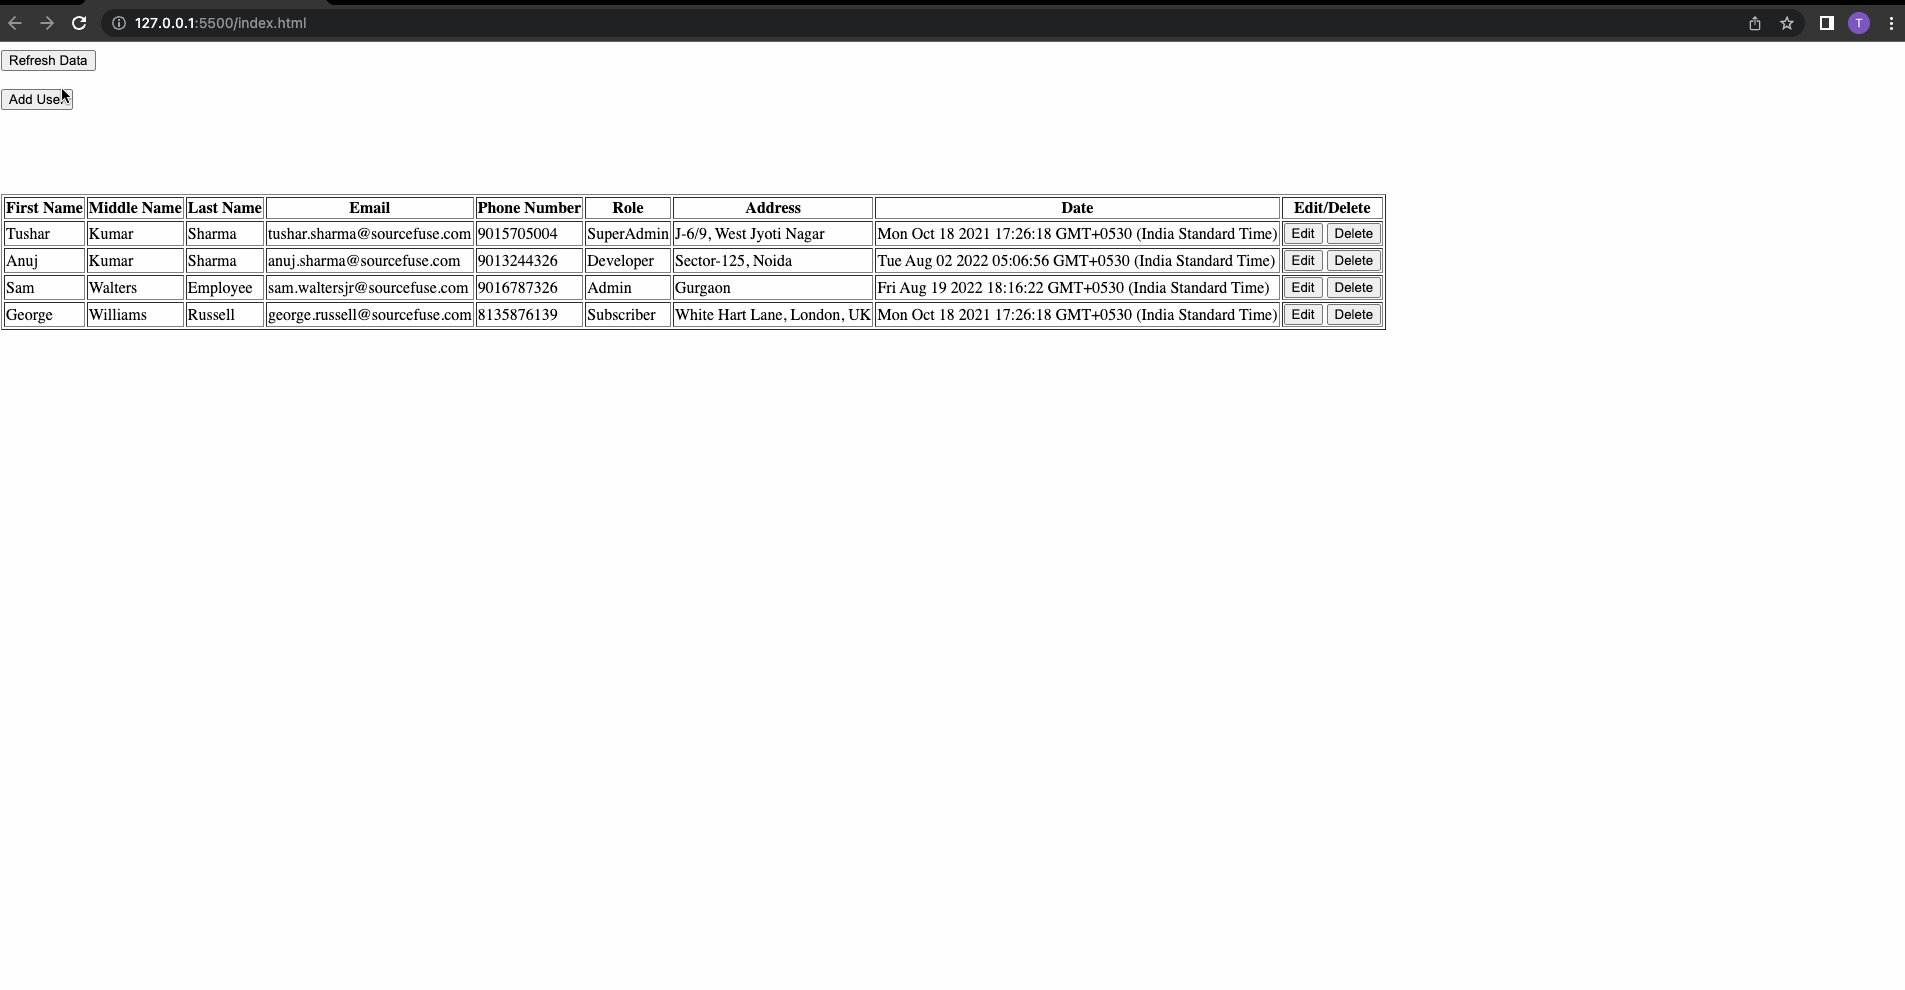 127.0.0.1:5500/index.html
T
Refresh Data
Add User
First Name Middle Name Last Name Email Phone Number Role Address Date Edit/Delete
Tushar Kumar Sharma tushar.sharma@sourcefuse.com 9015705004 SuperAdmin J-6/9, West Jyoti Nagar Mon Oct 18 2021 17:26:18 GMT+0530 (India Standard Time) Edit Delete
Anuj Kumar Sharma anuj.sharma@sourcefuse.com 9013244326 Developer Sector-125, Noida Tue Aug 02 2022 05:06:56 GMT+0530 (India Standard Time) Edit Delete
Sam Walters Employee sam.waltersjr@sourcefuse.com 9016787326 Admin Gurgaon Fri Aug 19 2022 18:16:22 GMT+0530 (India Standard Time) Edit Delete
George Williams Russell george.russell@sourcefuse.com 8135876139 Subscriber White Hart Lane, London, UK Mon Oct 18 2021 17:26:18 GMT+0530 (India Standard Time) Edit Delete